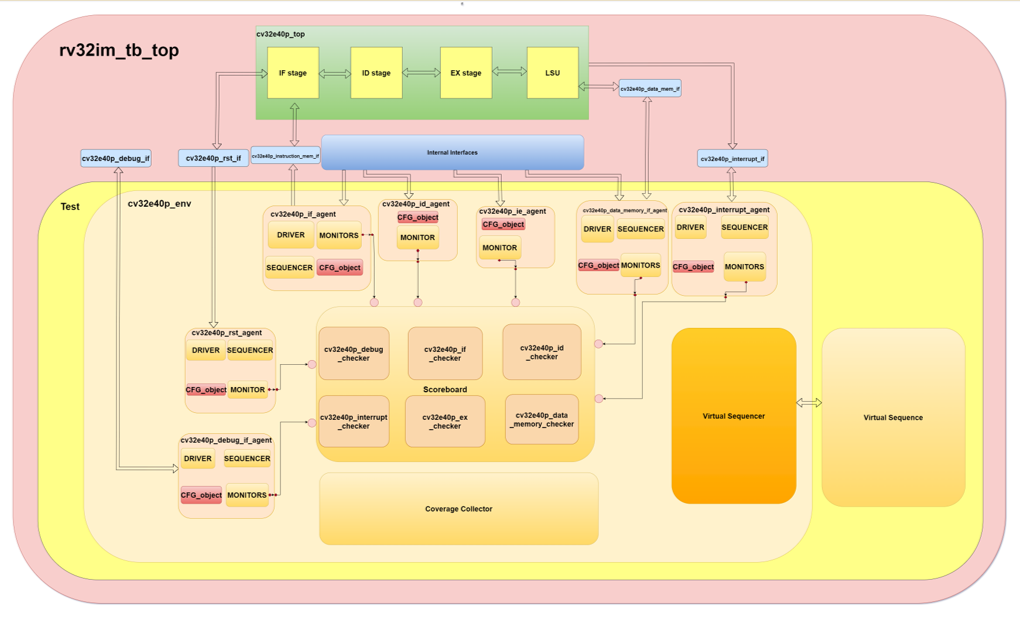 cv32e40p_top
rv32im_tb_top
IF stage
ID stage
EX stage
LSU
cv32e40p_data_mem_if
cv32e40p_debug_if
cv32e40p_rst_if
cv32e40p_instruction_mem_if
Internal Interfaces
cv32e40p_interrupt_if
Test
cv32e40p_env
cv32e40p_if_agent
DRIVER
MONITORS
SEQUENCER
CFG_object
cv32e40p_id_agent
CFG_object
MONITOR
cv32e40p_ie_agent
CFG_object
MONITOR
cv32e40p_data_memory_if_agent
DRIVER
SEQUENCER
CFG_object
MONITORS
cv32e40p_interrupt_agent
DRIVER
SEQUENCER
CFG_object
MONITORS
cv32e40p_rst_agent
DRIVER
SEQUENCER
CFG_object
MONITOR
cv32e40p_debug
_checker
cv32e40p_if
_checker
cv32e40p_id
_checker
Scoreboard
cv32e40p_interrupt
_checker
cv32e40p_ex
_checker
cv32e40p_data
_memory_checker
Virtual Sequencer
Virtual Sequence
cv32e40p_debug_if_agent
DRIVER
SEQUENCER
CFG_object
MONITORS
Coverage Collector